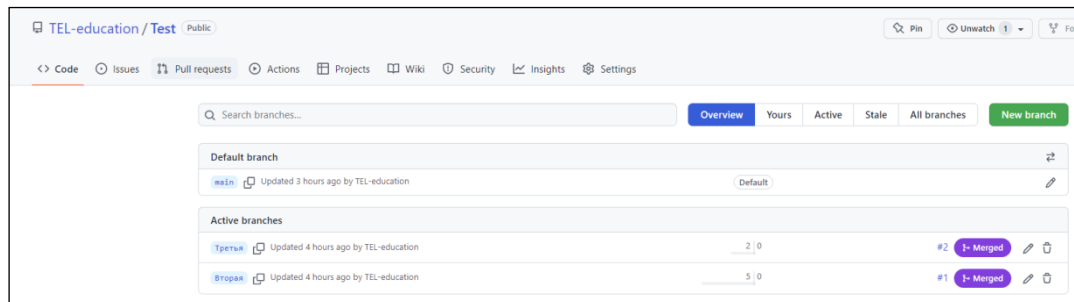 TEL-education / Test Public
Pin Unwatch 1
Code Issues Pull requests Actions Projects Wiki Security Insights Settings
Search branches... Overview Yours Active Stale All branches New branch
Default branch
main Updated 3 hours ago by TEL-education Default
Active branches
Третья Updated 4 hours ago by TEL-education 2 | 0 #2 Merged
Вторая Updated 4 hours ago by TEL-education 5 | 0 #1 Merged